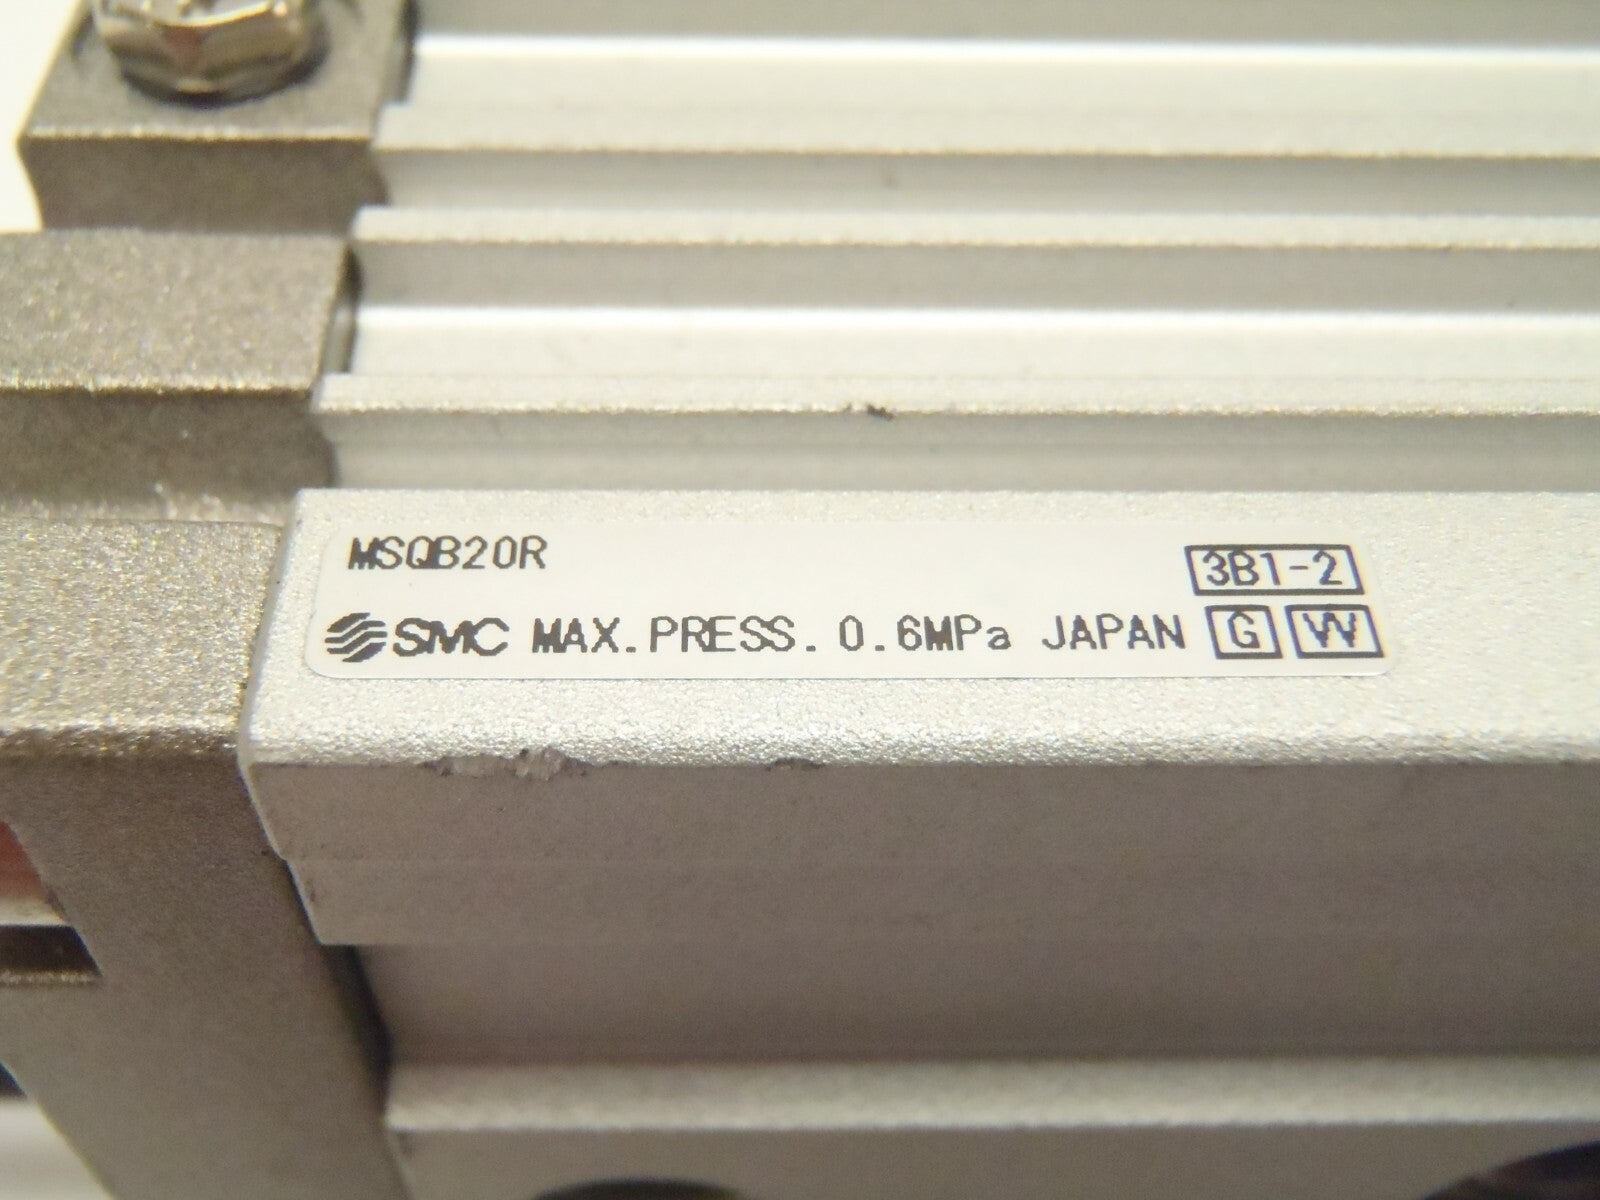 MSQB20R 3B1-2
SMC MAX.PRESS. 0.6MPa JAPAN G W